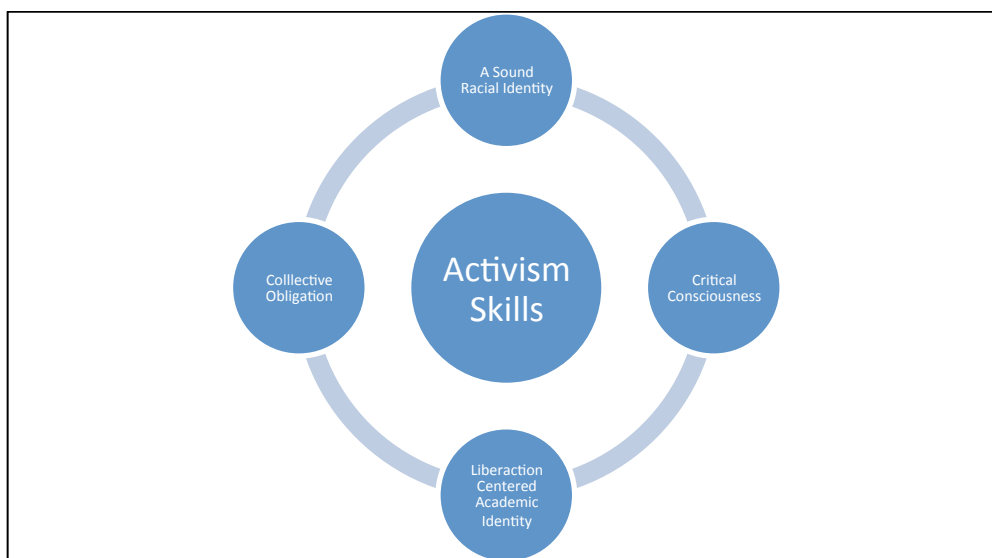 A Sound
Racial Identity
Colllective
Obligation
Activism
Skills
Critical
Consciousness
Liberaction
Centered
Academic
Identity